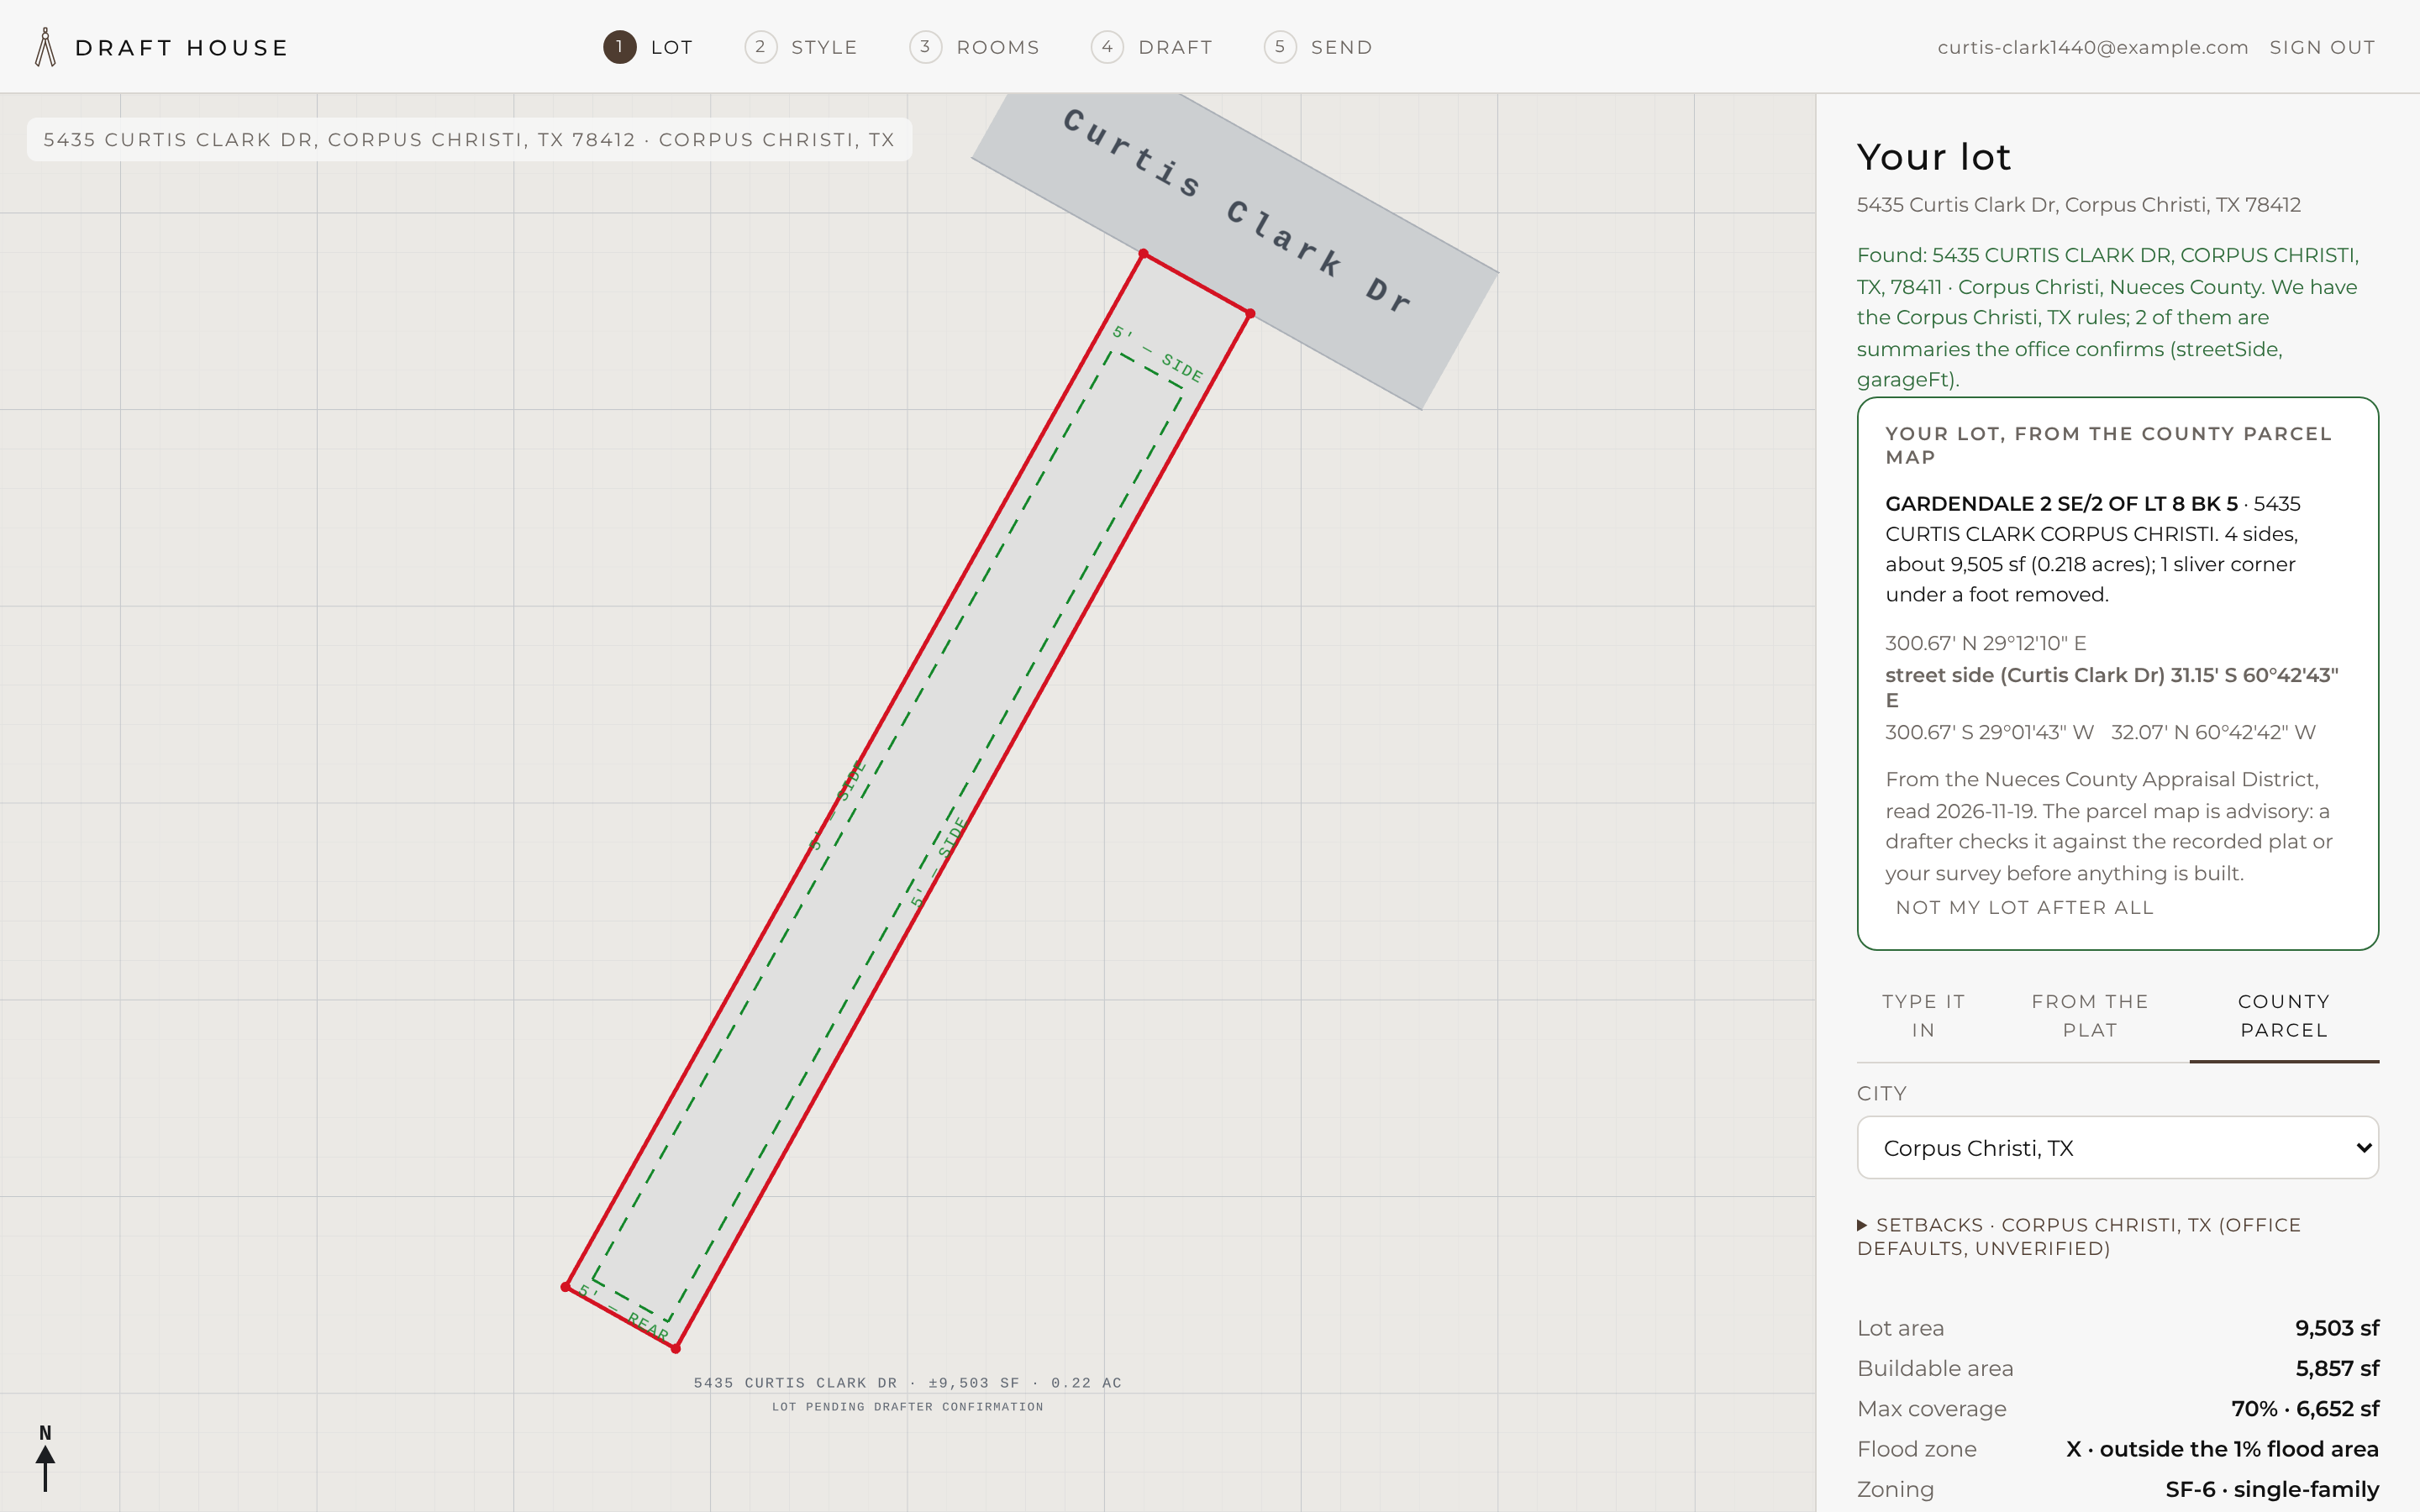 DRAFT HOUSE
1 LOT
2 STYLE
3 ROOMS
4 DRAFT
5 SEND
curtis-clark1440@example.com SIGN OUT
5435 CURTIS CLARK DR, CORPUS CHRISTI, TX 78412 · CORPUS CHRISTI, TX
Curtis Clark Dr
5' — SIDE
5' — SIDE
5' — SIDE
5' — REAR
5435 CURTIS CLARK DR · ±9,503 SF · 0.22 AC
LOT PENDING DRAFTER CONFIRMATION
N
Your lot
5435 Curtis Clark Dr, Corpus Christi, TX 78412
Found: 5435 CURTIS CLARK DR, CORPUS CHRISTI,
TX, 78411 · Corpus Christi, Nueces County. We have
the Corpus Christi, TX rules; 2 of them are
summaries the office confirms (streetSide,
garageFt).
YOUR LOT, FROM THE COUNTY PARCEL
MAP
GARDENDALE 2 SE/2 OF LT 8 BK 5 · 5435
CURTIS CLARK CORPUS CHRISTI. 4 sides,
about 9,505 sf (0.218 acres); 1 sliver corner
under a foot removed.
300.67' N 29°12'10" E
street side (Curtis Clark Dr) 31.15' S 60°42'43"
E
300.67' S 29°01'43" W 32.07' N 60°42'42" W
From the Nueces County Appraisal District,
read 2026-11-19. The parcel map is advisory: a
drafter checks it against the recorded plat or
your survey before anything is built.
NOT MY LOT AFTER ALL
TYPE IT
IN
FROM THE
PLAT
COUNTY
PARCEL
CITY
Corpus Christi, TX
SETBACKS · CORPUS CHRISTI, TX (OFFICE
DEFAULTS, UNVERIFIED)
Lot area 9,503 sf
Buildable area 5,857 sf
Max coverage 70% · 6,652 sf
Flood zone X · outside the 1% flood area
Zoning SF-6 · single-family